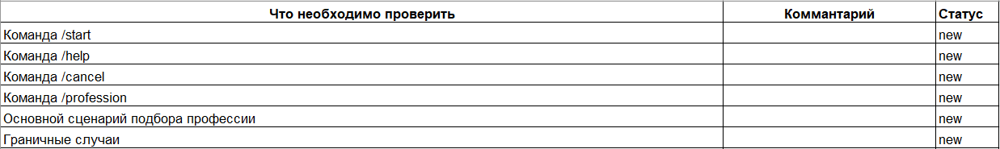 Что необходимо проверить Коммантарий Статус
Команда /start new
Команда /help new
Команда /cancel new
Команда /profession new
Основной сценарий подбора профессии new
Граничные случаи new